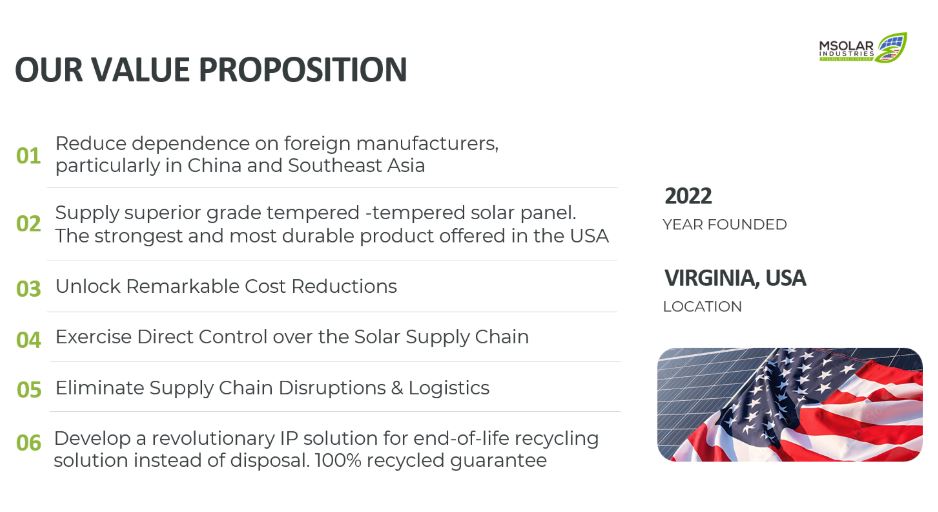 MSOLAR
INDUSTRIES
OUR VALUE PROPOSITION
01
Reduce dependence on foreign manufacturers,
particularly in China and Southeast Asia
02
Supply superior grade tempered -tempered solar panel.
The strongest and most durable product offered in the USA
03
Unlock Remarkable Cost Reductions
04
Exercise Direct Control over the Solar Supply Chain
05
Eliminate Supply Chain Disruptions & Logistics
06
Develop a revolutionary IP solution for end-of-life recycling
solution instead of disposal. 100% recycled guarantee
2022
YEAR FOUNDED
VIRGINIA, USA
LOCATION